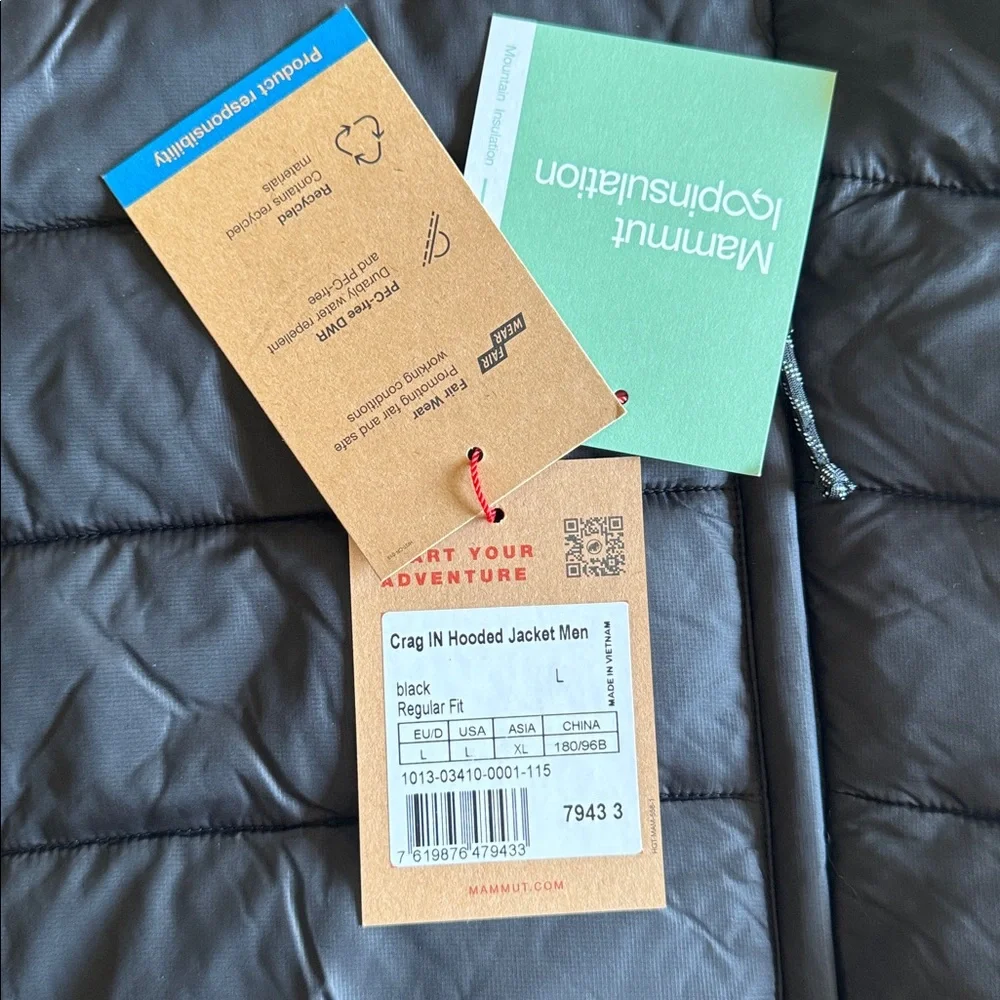 Product responsibility
Recycled
Contains recycled
materials
PFC-free DWR
Durably water repellent
and PFC-free
FAIR
WEAR
Fair Wear
Promoting fair and safe
working conditions
Mountain Insulation
Mammut
loopinsulation
ART YOUR
ADVENTURE
Crag IN Hooded Jacket Men
L
MADE IN VIETNAM
black
Regular Fit
EU/D USA ASIA CHINA
L L XL 180/96B
1013-03410-0001-115
7943 3
7 619876 479433
MAMMUT.COM